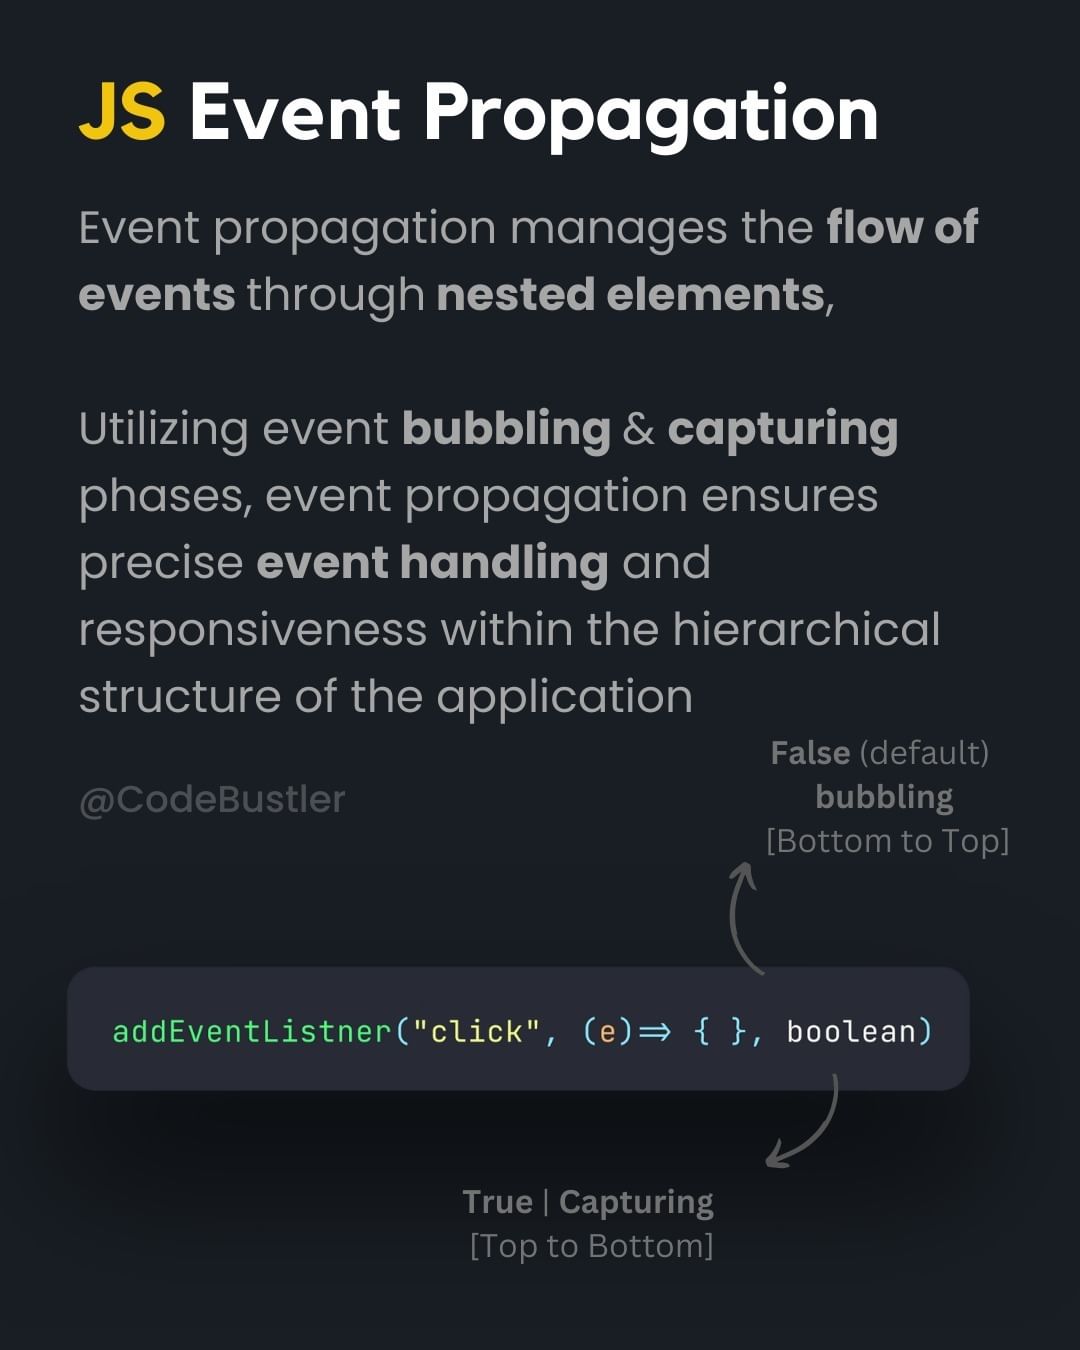 JS Event Propagation
Event propagation manages the flow of
events through nested elements,
Utilizing event bubbling & capturing
phases, event propagation ensures
precise event handling and
responsiveness within the hierarchical
structure of the application
False (default)
bubbling
[Bottom to Top]
@CodeBustler
addEventListner("click", (e)=> { }, boolean)
True | Capturing
[Top to Bottom]